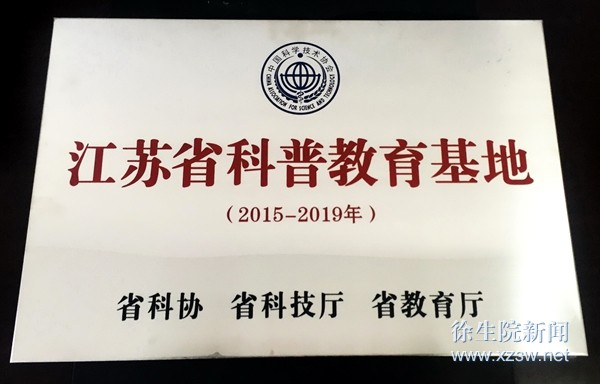 中国科学技术协会
CHINA ASSOCIATION FOR SCIENCE AND TECHNOLOGY
江苏省科普教育基地
（2015-2019年）
省科协 省科技厅 省教育厅
徐生院新闻
www.xzsw.net